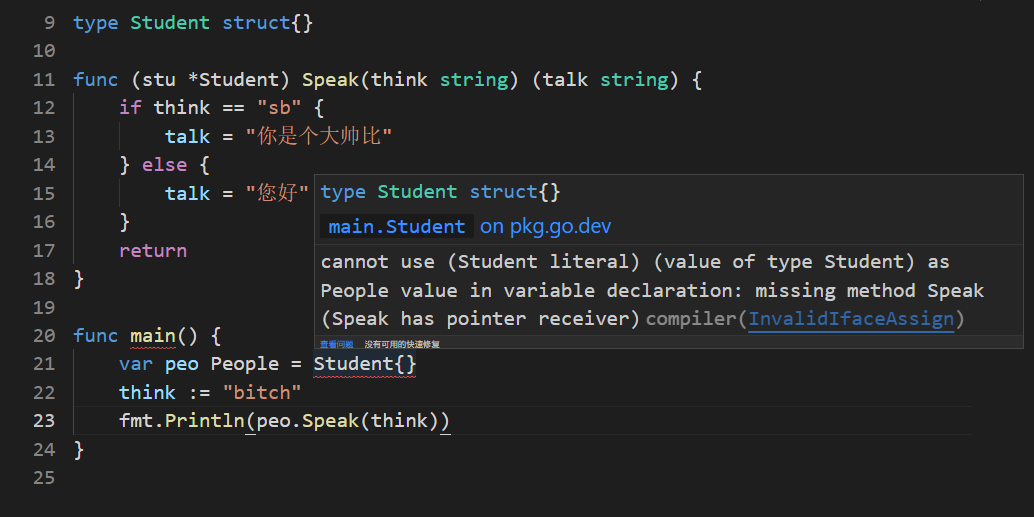 9 type Student struct{}
10
11 func (stu *Student) Speak(think string) (talk string) {
12 if think == "sb" {
13 talk = "你是个大帅比"
14 } else {
15 talk = "您好"
16 }
17 return
18 }
19
20 func main() {
21 var peo People = Student{}
22 think := "bitch"
23 fmt.Println(peo.Speak(think))
24 }
25
type Student struct{}
main.Student on pkg.go.dev
cannot use (Student literal) (value of type Student) as
People value in variable declaration: missing method Speak
(Speak has pointer receiver) compiler(InvalidIfaceAssign)
查看问题 没有可用的快速修复